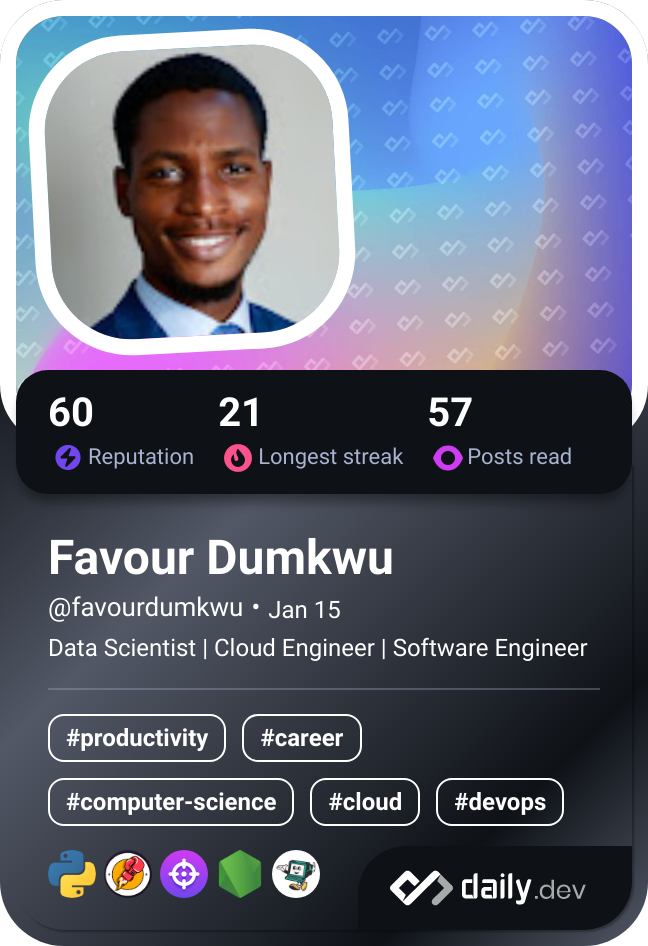 60 21 57
Reputation Longest streak Posts read
Favour Dumkwu
@favourdumkwu • Jan 15
Data Scientist | Cloud Engineer | Software Engineer
#productivity #career
#computer-science #cloud #devops
daily.dev